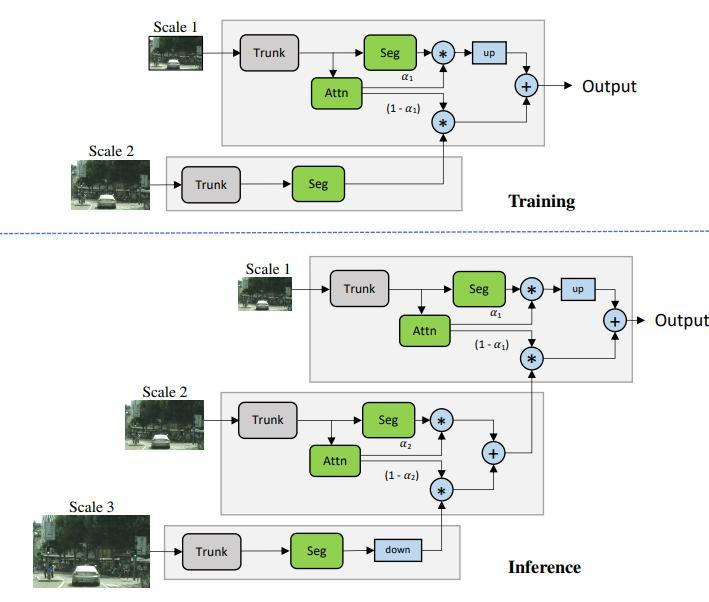 Scale 1
Trunk
Seg
*
up
α₁
Attn
+
Output
(1 - α₁)
*
Scale 2
Trunk
Seg
Training
Scale 1
Trunk
Seg
*
up
α₁
Attn
+
Output
(1 - α₁)
*
Scale 2
Trunk
Seg
*
α₂
Attn
+
(1 - α₂)
*
Scale 3
Trunk
Seg
down
Inference